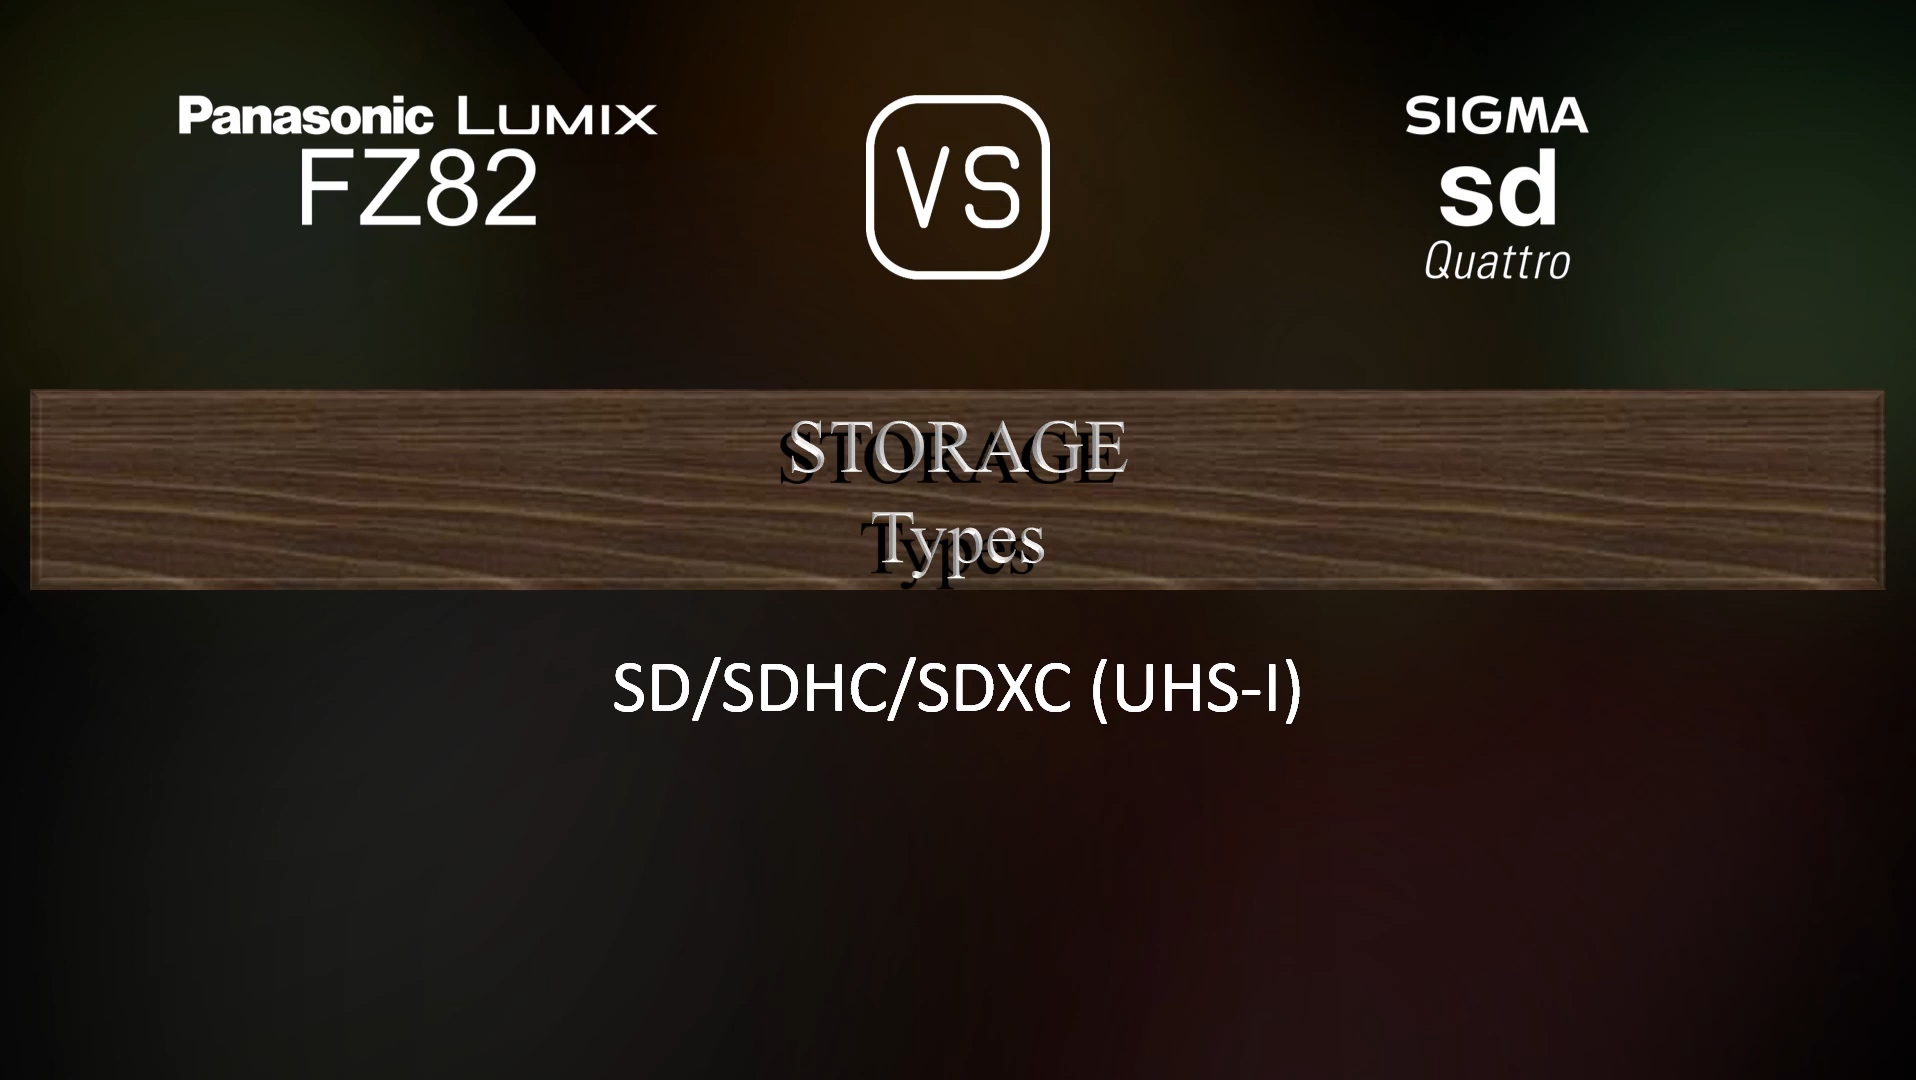 Panasonic LUMIX
FZ82
VS
SIGMA
sd
Quattro
STORAGE
Types
SD/SDHC/SDXC (UHS-I)